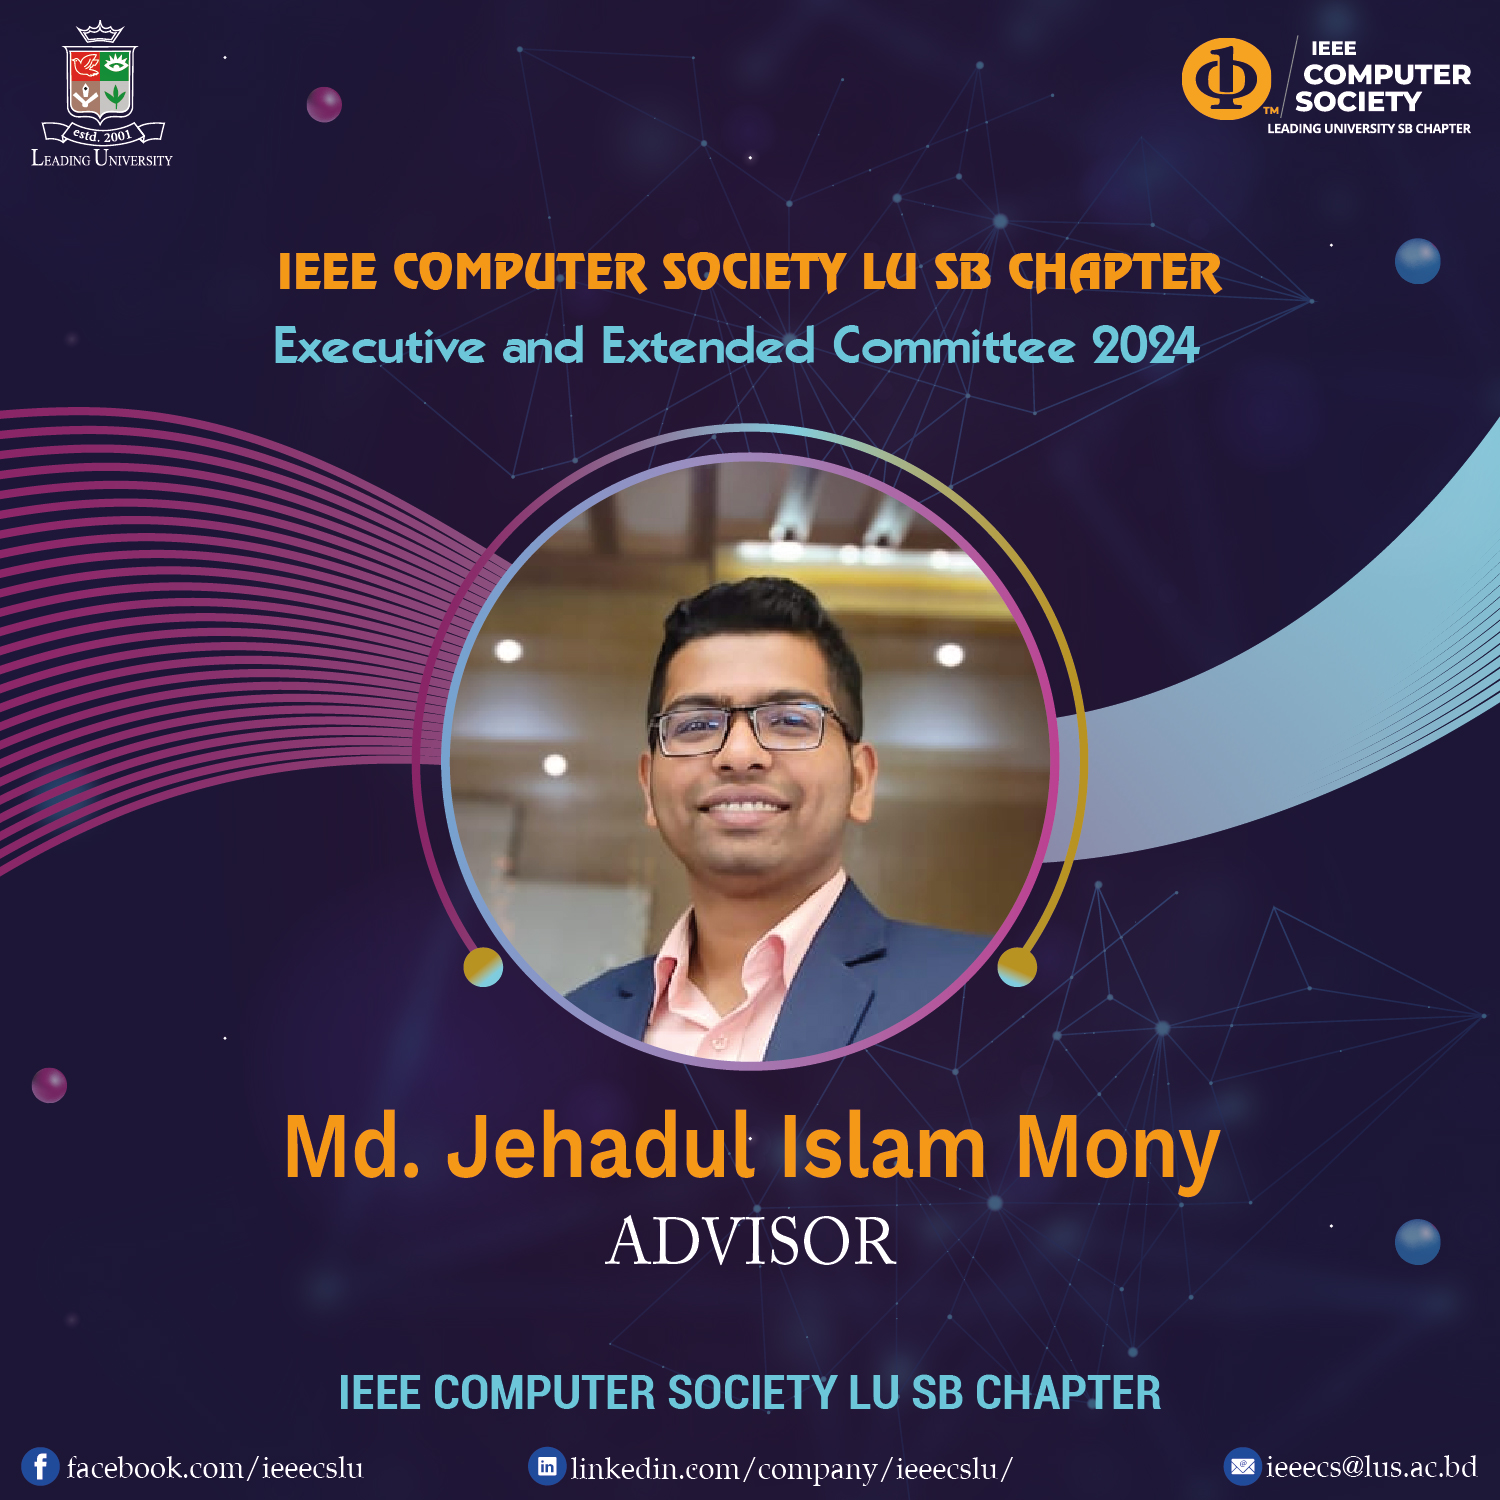 estd. 2001
LEADING UNIVERSITY
IEEE
COMPUTER
SOCIETY
TM
LEADING UNIVERSITY SB CHAPTER
IEEE COMPUTER SOCIETY LU SB CHAPTER
Executive and Extended Committee 2024
Md. Jehadul Islam Mony
ADVISOR
IEEE COMPUTER SOCIETY LU SB CHAPTER
facebook.com/ieeecslu
linkedin.com/company/ieeecslu/
ieeecs@lus.ac.bd